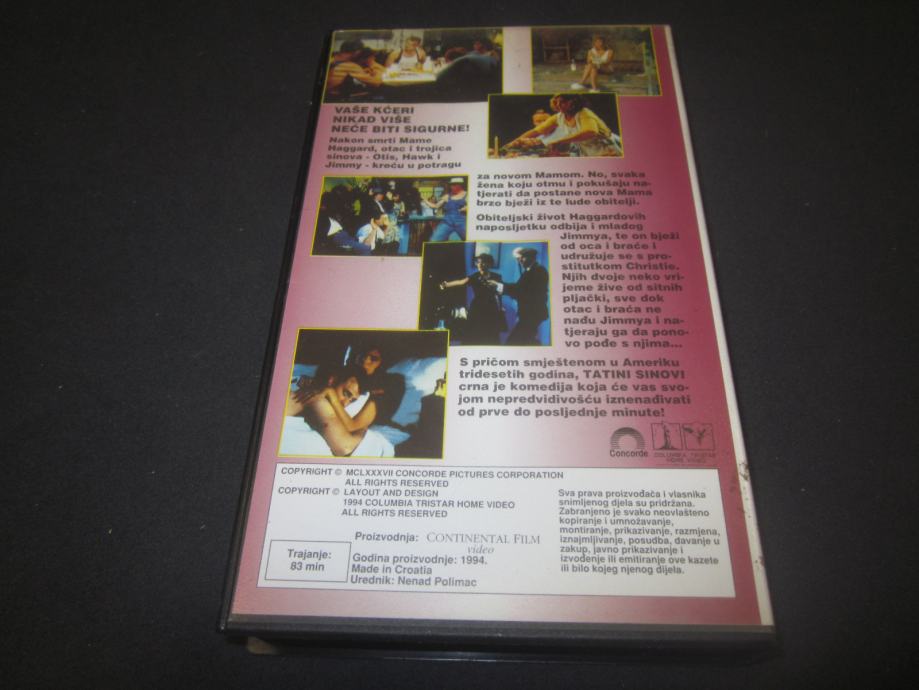 VAŠE KĆERI
NIKAD VIŠE
NEĆE BITI SIGURNE!
Nakon smrti Mame
Haggard, otac i trojica
sinova - Otis, Hawk i
Jimmy - kreću u potragu
za novom Mamom. No, svaka
žena koju otmu i pokušaju na-
tjerati da postane nova Mama
brzo bježi iz te lude obitelji.
Obiteljski život Haggardovih
naposljetku odbija i mladog
Jimmya, te on bježi
od oca i braće i
udružuje se s pro-
stitutkom Christie.
Njih dvoje neko vri-
jeme žive od sitnih
pljački, sve dok
otac i braća ne
nađu Jimmya i na-
tjeraju ga da pono-
vo pođe s njima...
S pričom smještenom u Ameriku
tridesetih godina, TATINI SINOVI
crna je komedija koja će vas svo-
jom nepredvidivošću iznenađivati
od prve do posljednje minute!
Concorde
COLUMBIA TRISTAR
HOME VIDEO
COPYRIGHT © MCLXXXVII CONCORDE PICTURES CORPORATION
ALL RIGHTS RESERVED
COPYRIGHT © LAYOUT AND DESIGN
1994 COLUMBIA TRISTAR HOME VIDEO
ALL RIGHTS RESERVED
Proizvodnja: CONTINENTAL FILM
video
Trajanje:
83 min
Godina proizvodnje: 1994.
Made in Croatia
Urednik: Nenad Polimac
Sva prava proizvođača i vlasnika
snimljenog djela su pridržana.
Zabranjeno je svako neovlašteno
kopiranje i umnožavanje,
montiranje, prikazivanje, razmjena,
iznajmljivanje, posudba, davanje u
zakup, javno prikazivanje i
izvođenje ili emitiranje ove kazete
ili bilo kojeg njenog dijela.